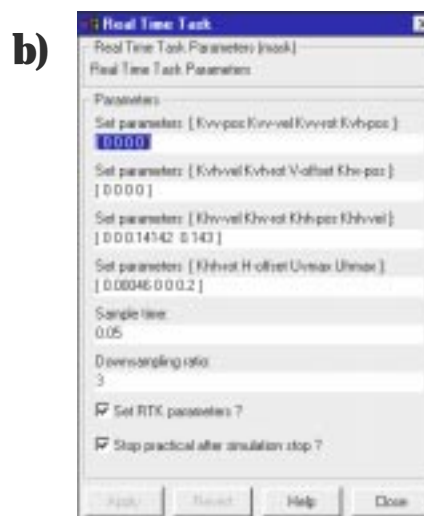 b)
Real Time Task
Real Time Task Parameters (mask)
Real Time Task Parameters
Parameters
Set parameters: [ Kvv-pos Kvv-vel Kvv-rot Kvh-pos ]:
[ 0 0 0 0 ]
Set parameters: [ Kvh-vel Kvh-rot V-offset Khv-pos ]:
[ 0 0 0 0 ]
Set parameters: [ Khv-vel Khv-rot Khh-pos Khh-vel ]:
[ 0 0 0.14142 0.143 ]
Set parameters: [ Khh-rot H-offset Uvmax Uhmax ]:
[ 0.00046 0 0 0.2 ]
Sample time:
0.05
Downsampling ratio:
3
Set RTK parameters ?
Stop practical after simulation stop ?
Apply Revert Help Close